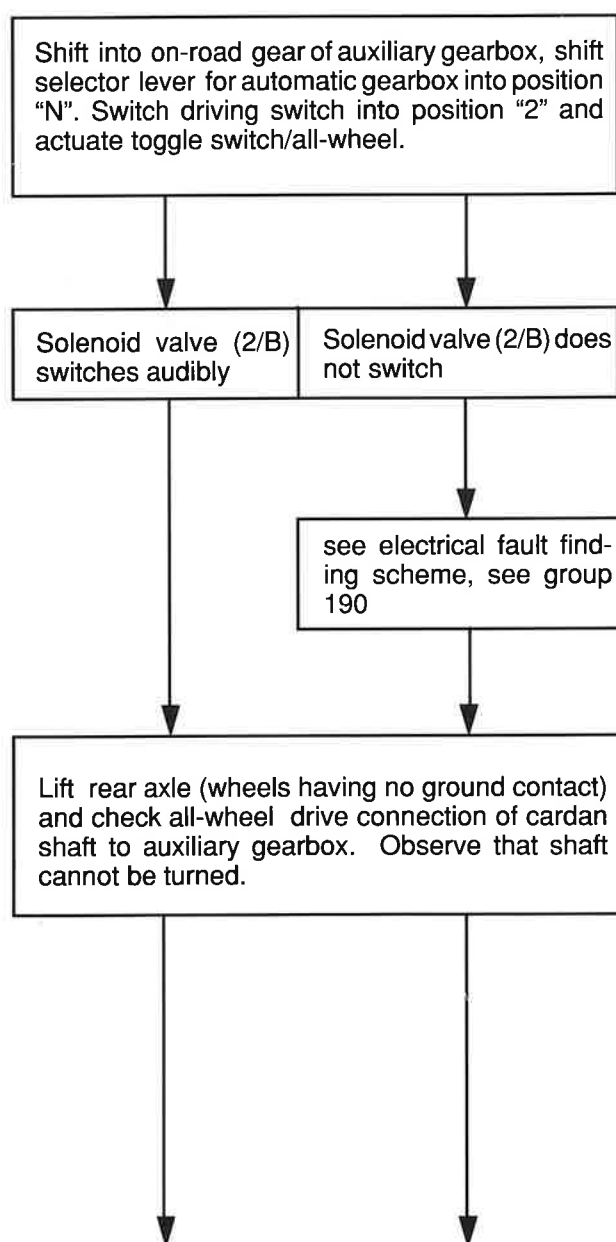 Shift into on-road gear of auxiliary gearbox, shift
selector lever for automatic gearbox into position
“N”. Switch driving switch into position “2” and
actuate toggle switch/all-wheel.
Solenoid valve (2/B)
switches audibly
Solenoid valve (2/B) does
not switch
see electrical fault find-
ing scheme, see group
190
Lift rear axle (wheels having no ground contact)
and check all-wheel drive connection of cardan
shaft to auxiliary gearbox. Observe that shaft
cannot be turned.